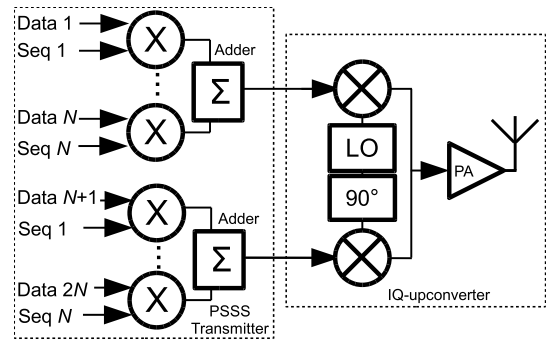 Data 1
Seq 1
X
Adder
Σ
Data N
Seq N
X
Data N+1
Seq 1
X
Adder
Σ
Data 2N
Seq N
X
PSSS
Transmitter
LO
90°
PA
IQ-upconverter